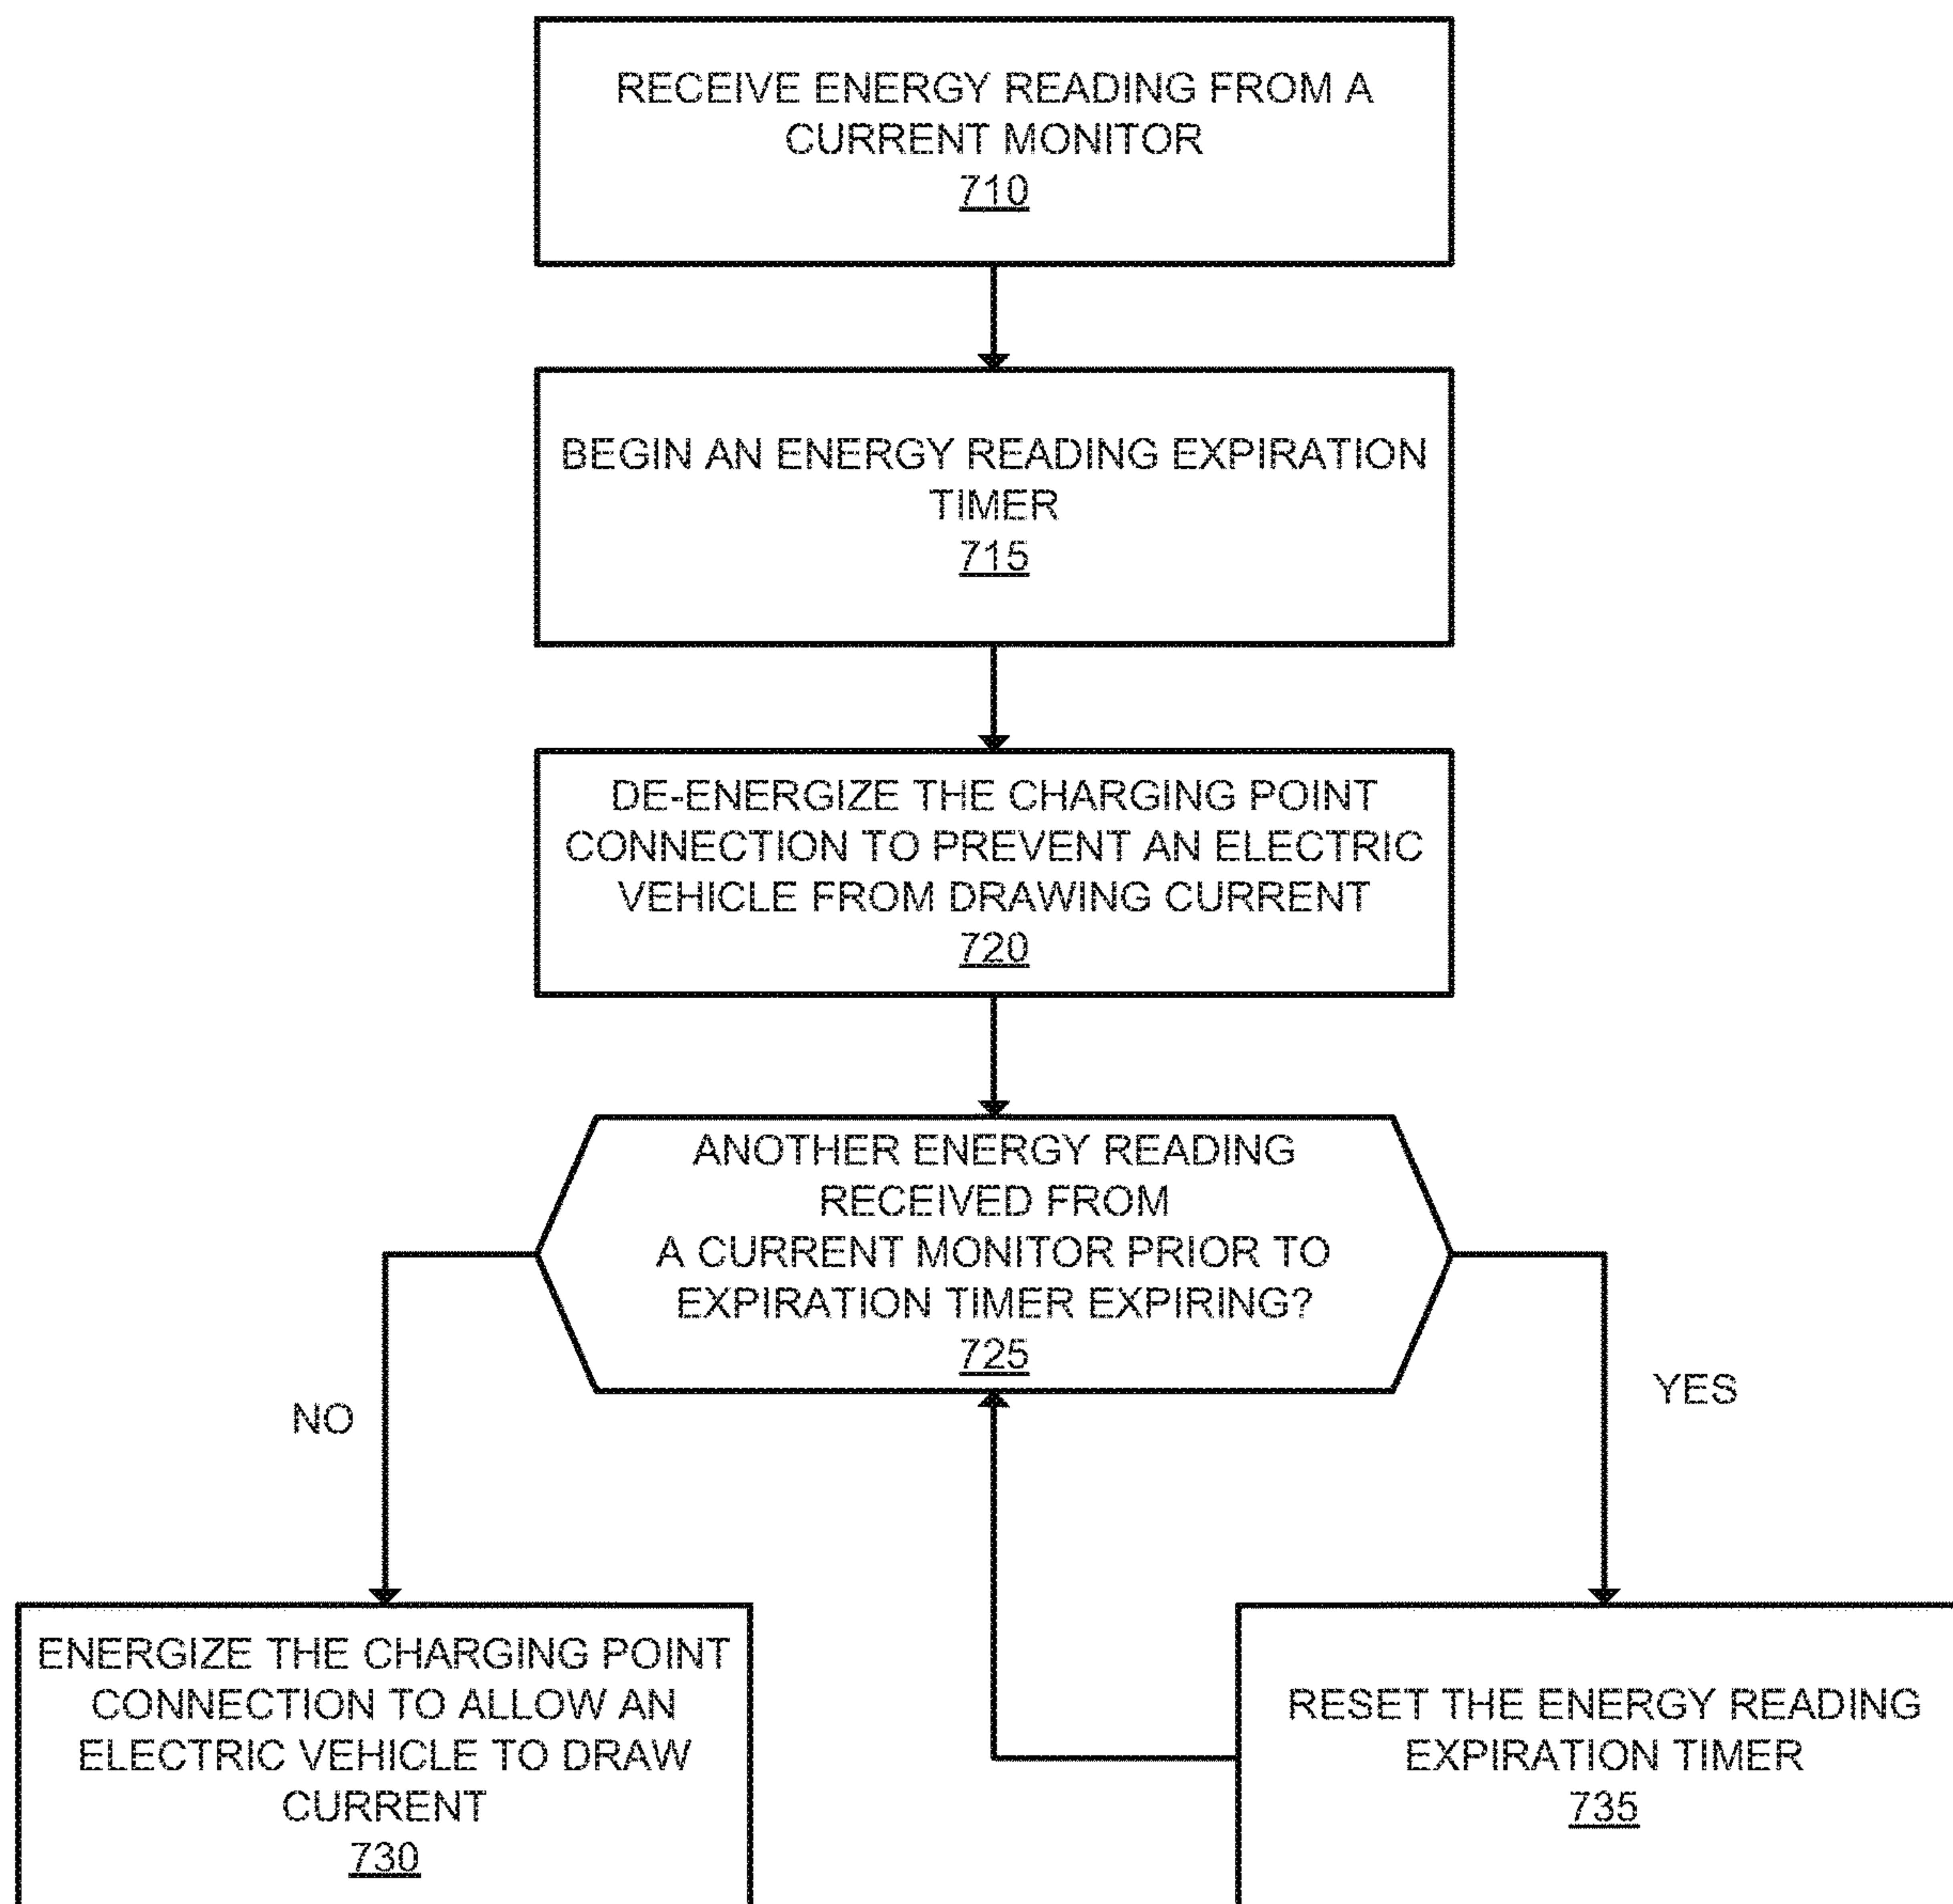 RECEIVE ENERGY READING FROM A
CURRENT MONITOR
710
BEGIN AN ENERGY READING EXPIRATION
TIMER
715
DE-ENERGIZE THE CHARGING POINT
CONNECTION TO PREVENT AN ELECTRIC
VEHICLE FROM DRAWING CURRENT
720
ANOTHER ENERGY READING
RECEIVED FROM
A CURRENT MONITOR PRIOR TO
EXPIRATION TIMER EXPIRING?
725
NO
YES
ENERGIZE THE CHARGING POINT
CONNECTION TO ALLOW AN
ELECTRIC VEHICLE TO DRAW
CURRENT
730
RESET THE ENERGY READING
EXPIRATION TIMER
735